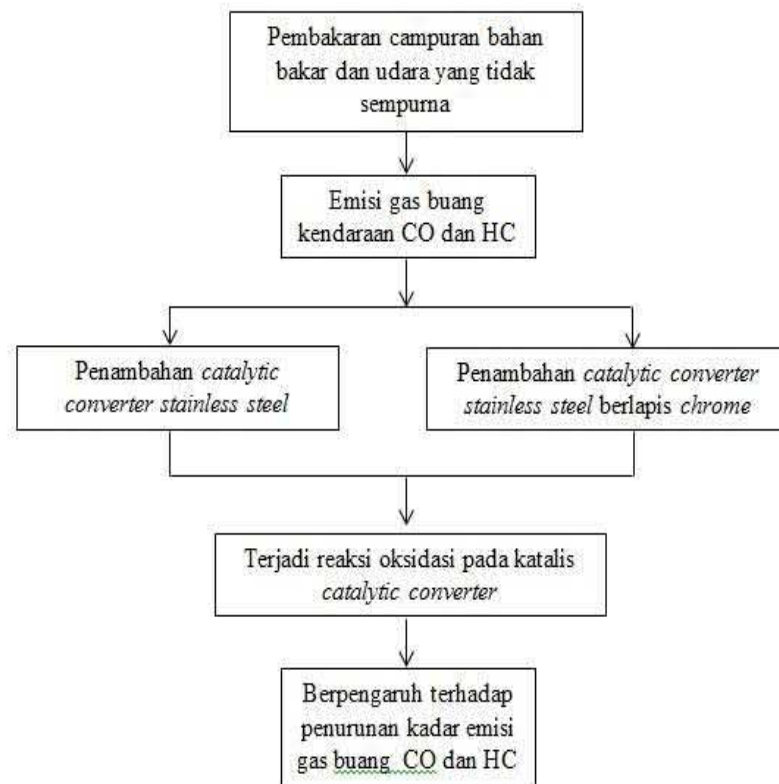 Pembakaran campuran bahan
bakar dan udara yang tidak
sempurna
Emisi gas buang
kendaraan CO dan HC
Penambahan catalytic
converter stainless steel
Penambahan catalytic converter
stainless steel berlapis chrome
Terjadi reaksi oksidasi pada katalis
catalytic converter
Berpengaruh terhadap
penurunan kadar emisi
gas buang CO dan HC